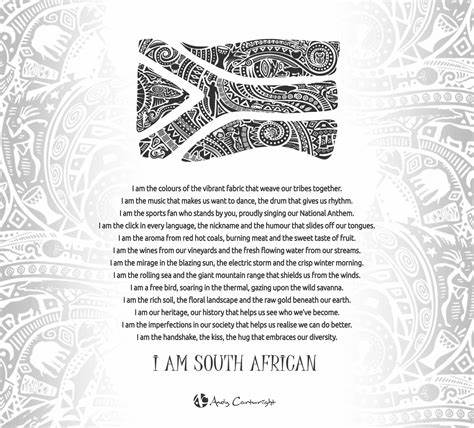 I am the colours of the vibrant fabric that weave our tribes together.
I am the music that makes us want to dance, the drum that gives us rhythm.
I am the sports fan who stands by you, proudly singing our National Anthem.
I am the click in every language, the nickname and the humour that slides off our tongues.
I am the aroma from red hot coals, burning meat and the sweet taste of fruit.
I am the wines from our vineyards and the fresh flowing water from our streams.
I am the mirage in the blazing sun, the electric storm and the crisp winter morning.
I am the rolling sea and the giant mountain range that shields us from the winds.
I am a free bird, soaring in the thermal, gazing upon the wild savanna.
I am the rich soil, the floral landscape and the raw gold beneath our earth.
I am our heritage, our history that helps us see who we've become.
I am the imperfections in our society that helps us realise we can do better.
I am the handshake, the kiss, the hug that embraces our diversity.
I AM SOUTH AFRICAN
Andy Cartwright